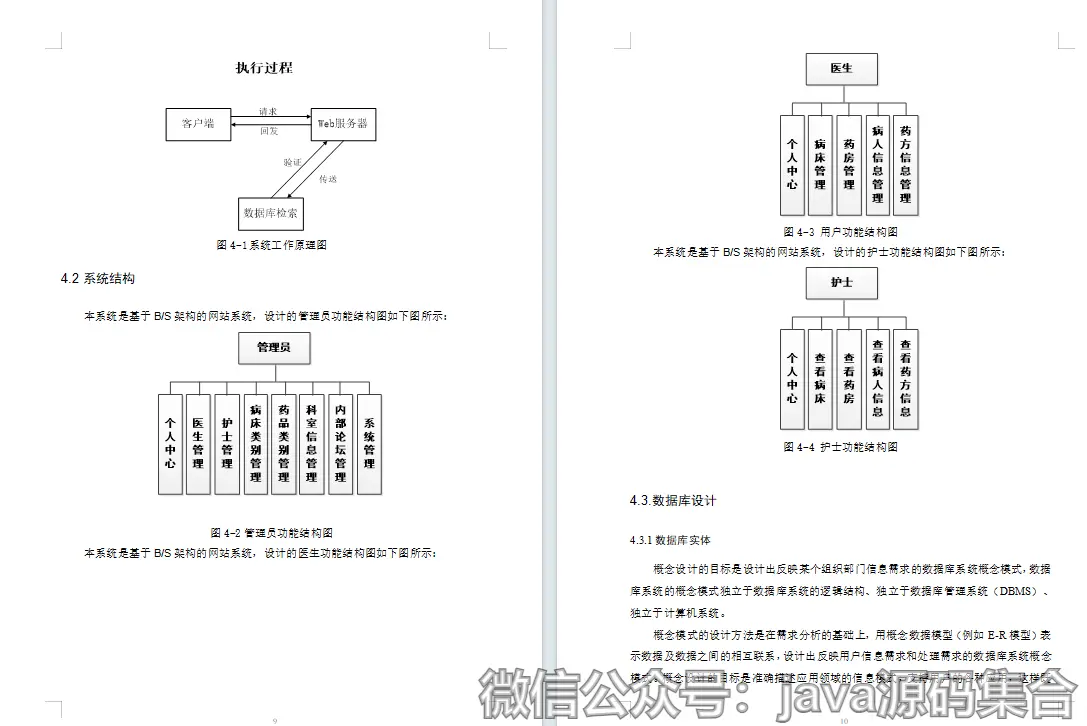 执行过程
客户端
请求
回发
Web服务器
验证
传送
数据库检索
图 4-1系统工作原理图
4.2 系统结构
本系统是基于 B/S 架构的网站系统，设计的管理员功能结构图如下图所示：
管理员
个人中心
医生管理
护士管理
病床类别管理
药品类别管理
科室信息管理
内部论坛管理
系统管理
图 4-2 管理员功能结构图
本系统是基于 B/S 架构的网站系统，设计的医生功能结构图如下图所示：
9
医生
个人中心
病床管理
药房管理
病人信息管理
药方信息管理
图 4-3 用户功能结构图
本系统是基于 B/S 架构的网站系统，设计的护士功能结构图如下图所示：
护士
个人中心
查看病床
查看药房
查看病人信息
查看药方信息
图 4-4 护士功能结构图
4.3.数据库设计
4.3.1 数据库实体
概念设计的目标是设计出反映某个组织部门信息需求的数据库系统概念模式，数据
库系统的概念模式独立于数据库系统的逻辑结构、独立于数据库管理系统（DBMS）、
独立于计算机系统。
概念模式的设计方法是在需求分析的基础上，用概念数据模型（例如 E-R 模型）表
示数据及数据之间的相互联系，设计出反映用户信息需求和处理需求的数据库系统概念
模式。概念设计的目标是准确描述应用领域的信息模式，支持用户的各种应用，这样既
10
微信公众号：java源码集合